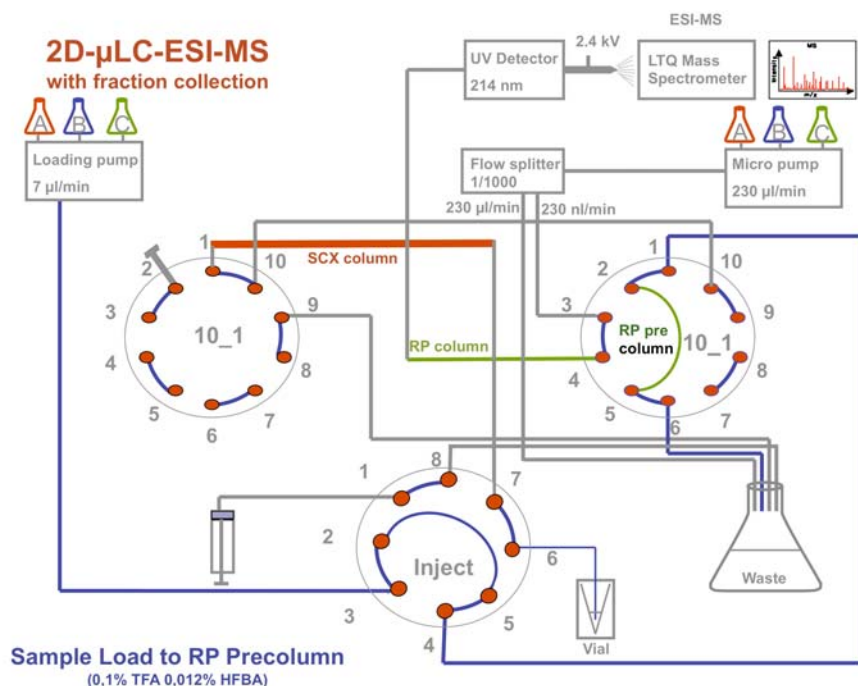 ESI-MS
2D-µLC-ESI-MS
with fraction collection
2.4 kV
UV Detector
214 nm
LTQ Mass
Spectrometer
MS
Intensity
m/z
A
B
C
Loading pump
7 µl/min
A
B
C
Micro pump
230 µl/min
Flow splitter
1/1000
230 µl/min
230 nl/min
1
10
2
SCX column
9
3
10_1
4
8
5
7
6
1
2
10
3
9
RP pre
column
10_1
RP column
4
8
5
7
6
8
7
1
2
6
Inject
3
5
4
Vial
Waste
Sample Load to RP Precolumn
(0,1% TFA 0,012% HFBA)